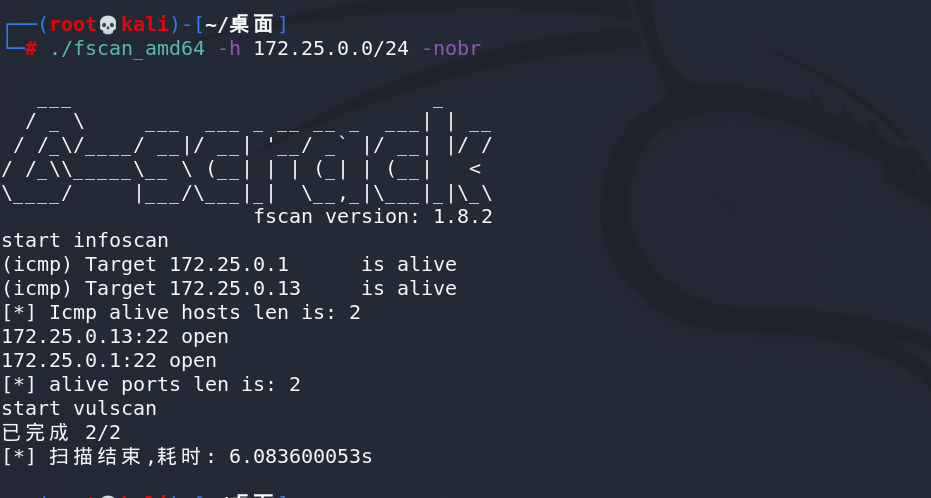 ┌──(root💀kali)-[~/桌面]
└─# ./fscan_amd64 -h 172.25.0.0/24 -nobr
   ___                              _
  / _ \     ___  ___ _ __ __ _  ___| | __
 / /_\/____/ __|/ __| '__/ _` |/ __| |/ /
/ /_\\_____\__ \ (__| | | (_| | (__|   <
\____/     |___/\___|_|  \__,_|\___|_|\_\
                     fscan version: 1.8.2
start infoscan
(icmp) Target 172.25.0.1      is alive
(icmp) Target 172.25.0.13     is alive
[*] Icmp alive hosts len is: 2
172.25.0.13:22 open
172.25.0.1:22 open
[*] alive ports len is: 2
start vulscan
已完成 2/2
[*] 扫描结束,耗时: 6.083600053s